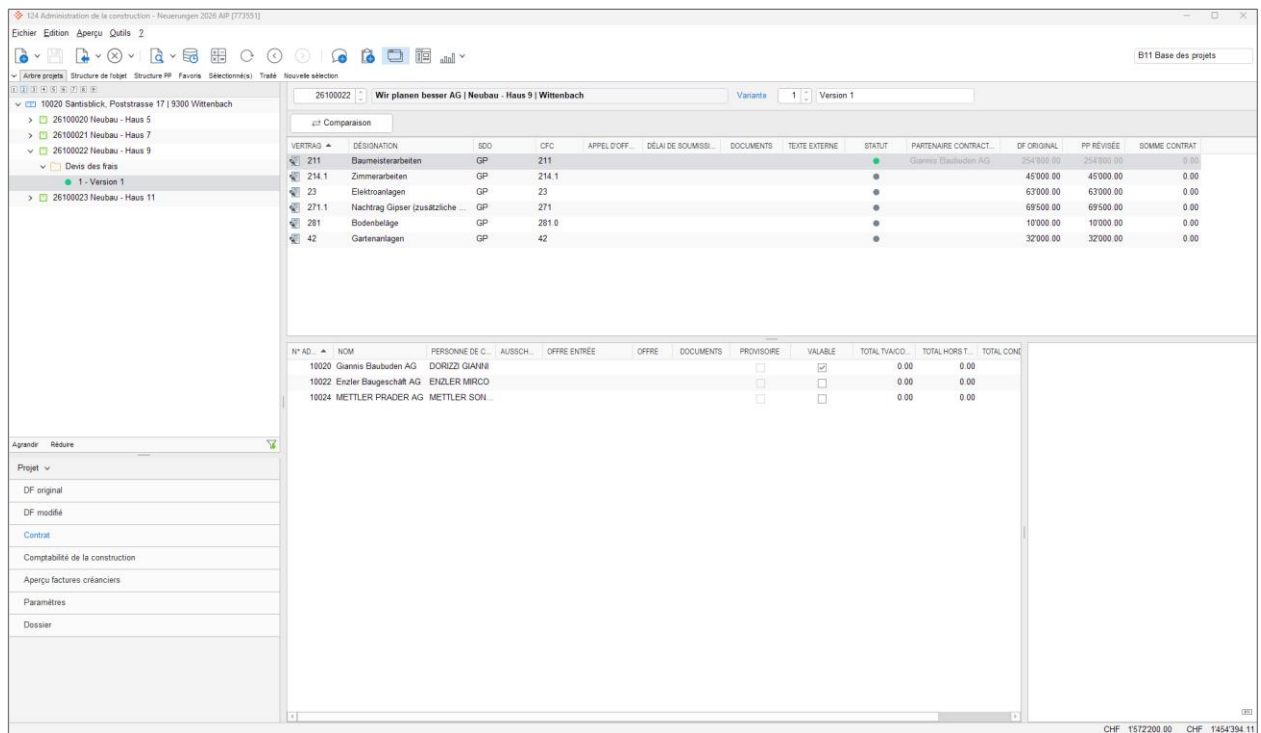 124 Administration de la construction - Neuerungen 2026 AIP [773551]
Fichier Edition Aperçu Outils ?
B11 Base des projets
Arbre projets Structure de l'objet Structure PP Favoris Sélectionné(s) Traité Nouvelle sélection
1 2 3 4 5 6 7 8 9
10020 Säntisblick, Poststrasse 17 | 9300 Wittenbach
26100020 Neubau - Haus 5
26100021 Neubau - Haus 7
26100022 Neubau - Haus 9
Devis des frais
1 - Version 1
26100023 Neubau - Haus 11
Agrandir Réduire
Projet
DF original
DF modifié
Contrat
Comptabilité de la construction
Aperçu factures créanciers
Paramètres
Dossier
26100022 Wir planen besser AG | Neubau - Haus 9 | Wittenbach Variante 1 Version 1
Comparaison
VERTRAG DÉSIGNATION SDO CFC APPEL D'OFF... DÉLAI DE SOUMISSI... DOCUMENTS TEXTE EXTERNE STATUT PARTENAIRE CONTRACT... DF ORIGINAL PP RÉVISÉE SOMME CONTRAT
211 Baumeisterarbeiten GP 211 Giannis Baubuden AG 254'800.00 254'800.00 0.00
214.1 Zimmerarbeiten GP 214.1 45'000.00 45'000.00 0.00
23 Elektroanlagen GP 23 63'000.00 63'000.00 0.00
271.1 Nachtrag Gipser (zusätzliche ... GP 271 69'500.00 69'500.00 0.00
281 Bodenbeläge GP 281.0 10'000.00 10'000.00 0.00
42 Gartenanlagen GP 42 32'000.00 32'000.00 0.00
N° AD... NOM PERSONNE DE C... AUSSCH... OFFRE ENTRÉE OFFRE DOCUMENTS PROVISOIRE VALABLE TOTAL TVA/CO... TOTAL HORS T... TOTAL COND
10020 Giannis Baubuden AG DORIZZI GIANNI 0.00 0.00
10022 Enzler Baugeschäft AG ENZLER MIRCO 0.00 0.00
10024 METTLER PRADER AG METTLER SON... 0.00 0.00
CHF 1'572'200.00 CHF 1'454'394.11